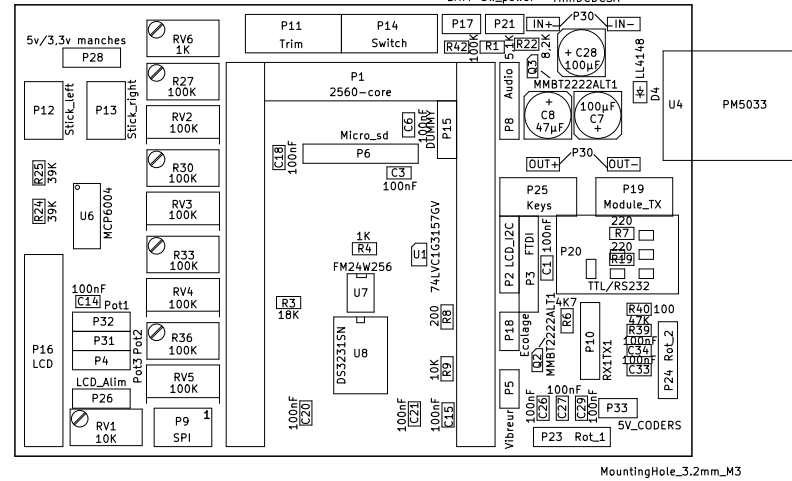 5v/3,3v manches
P28
P12
Stick_left
P13
Stick_right
R25
39K
R24
39K
U6
MCP6004
P16
LCD
100nF
C14
Pot1
P32
P31
P4
Pot3 Pot2
LCD_Alim
P26
RV1
10K
P9
SPI
1
RV6
1K
R27
100K
RV2
100K
R30
100K
RV3
100K
R33
100K
RV4
100K
R36
100K
RV5
100K
P11
Trim
P14
Switch
P1
2560-core
Micro_sd
P6
C18
100nF
C6
100nF
DUMMY
P15
C3
100nF
1K
R4
U1
74LVC1G3157GV
FM24W256
U7
R3
18K
U8
DS3231SN
200
R8
10K
R9
100nF
C20
100nF
C21
100nF
C15
P17
P21
R42
100K
R1
5,1K
R22
8,2K
Q3
MMBT2222ALT1
IN+
P30
IN-
+ C28
100µF
LL4148
D4
U4
PM5033
Audio
P8
+
C8
47µF
100µF
C7
+
OUT+
P30
OUT-
P25
Keys
P19
Module_TX
P2 LCD_I2C
P3 FTDI
C1 100nF
P20
220
R7
220
R19
TTL/RS232
P18
Ecolage
Q2
MMBT2222ALT1
4K7
R6
P10
RX1TX1
R40 100
47K
R39
100nF
C34
100nF
C33
P24 Rot_2
P5
Vibreur
100nF
100nF
C26
C27
C29
100nF
P33
5V_CODERS
P23 Rot_1
MountingHole_3.2mm_M3